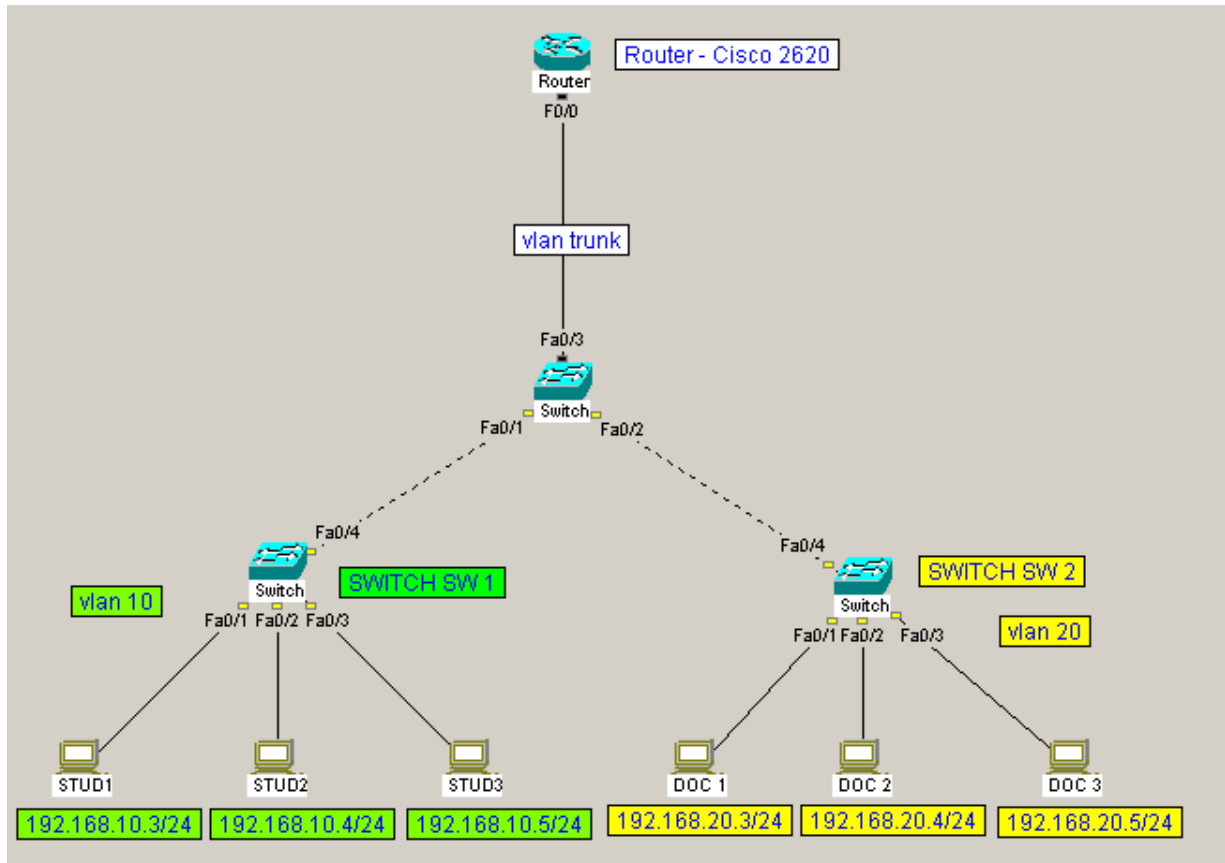 Router - Cisco 2620
Router
F0/0
vlan trunk
Fa0/3
Switch
Fa0/1
Fa0/2
Fa0/4
Switch
SWITCH SW 1
vlan 10
Fa0/1 Fa0/2 Fa0/3
Fa0/4
SWITCH SW 2
Switch
vlan 20
Fa0/1 Fa0/2 Fa0/3
STUD1 STUD2 STUD3 DOC 1 DOC 2 DOC 3
192.168.10.3/24 192.168.10.4/24 192.168.10.5/24 192.168.20.3/24 192.168.20.4/24 192.168.20.5/24